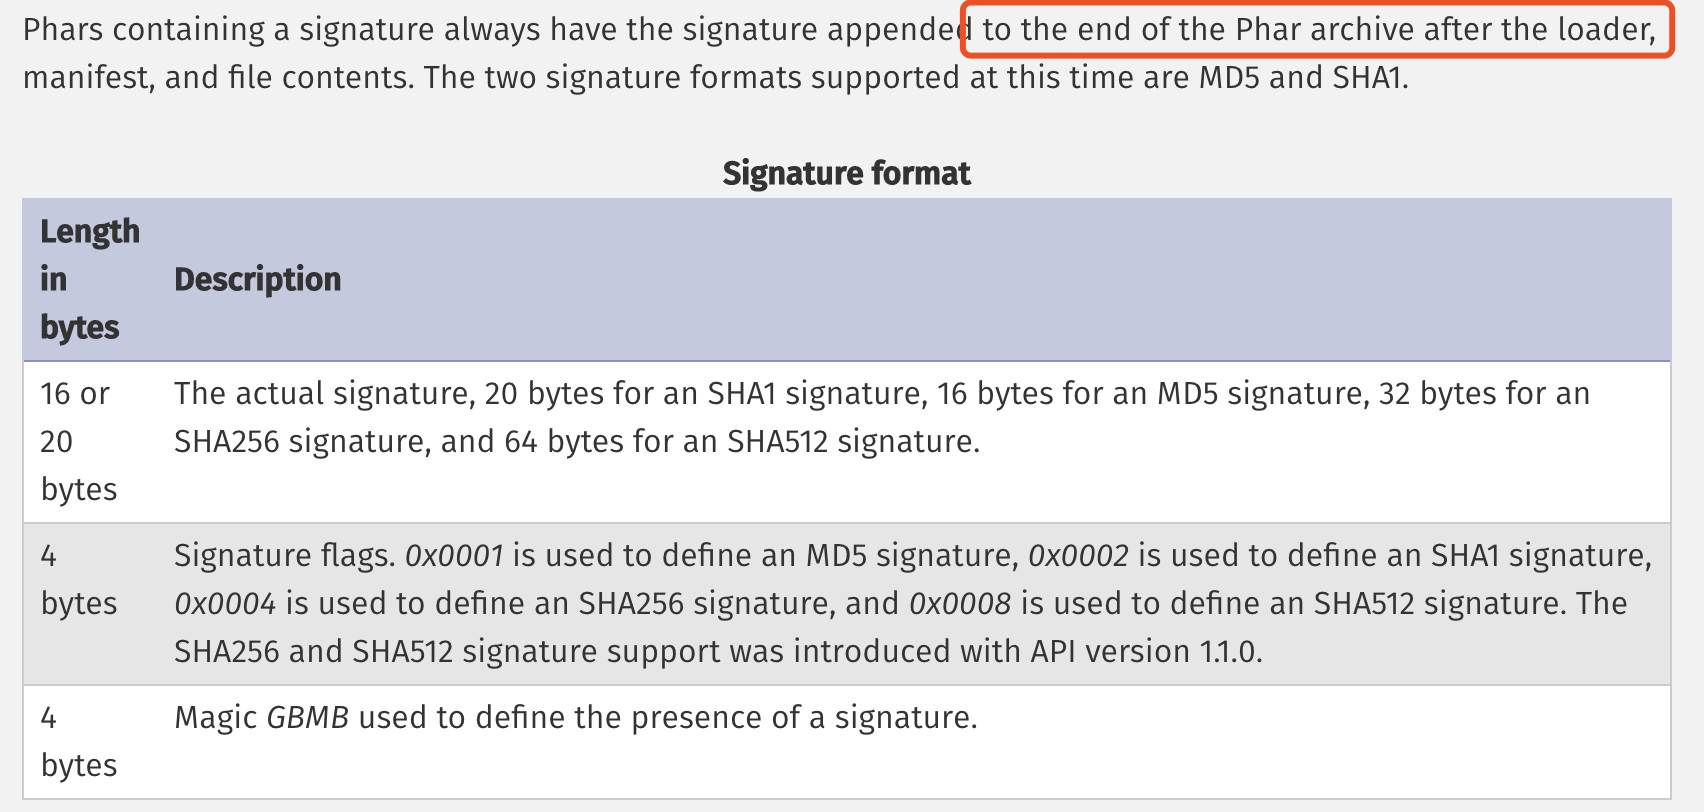 Phars containing a signature always have the signature appended to the end of the Phar archive after the loader,
manifest, and file contents. The two signature formats supported at this time are MD5 and SHA1.
Signature format
Length
in
bytes
Description
16 or
20
bytes
The actual signature, 20 bytes for an SHA1 signature, 16 bytes for an MD5 signature, 32 bytes for an
SHA256 signature, and 64 bytes for an SHA512 signature.
4
bytes
Signature flags. 0x0001 is used to define an MD5 signature, 0x0002 is used to define an SHA1 signature,
0x0004 is used to define an SHA256 signature, and 0x0008 is used to define an SHA512 signature. The
SHA256 and SHA512 signature support was introduced with API version 1.1.0.
4
bytes
Magic GBMB used to define the presence of a signature.